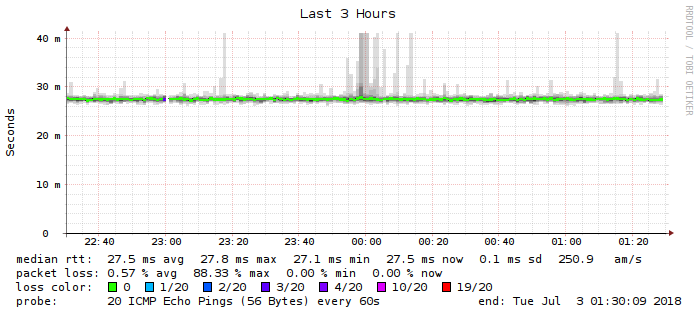 Last 3 Hours
RRDTOOL / TOBI OETIKER
Seconds
40 m
30 m
20 m
10 m
0
22:40 23:00 23:20 23:40 00:00 00:20 00:40 01:00 01:20
median rtt: 27.5 ms avg 27.8 ms max 27.1 ms min 27.5 ms now 0.1 ms sd 250.9 am/s
packet loss: 0.57 % avg 88.33 % max 0.00 % min 0.00 % now
loss color: 0 1/20 2/20 3/20 4/20 10/20 19/20
probe: 20 ICMP Echo Pings (56 Bytes) every 60s end: Tue Jul 3 01:30:09 2018